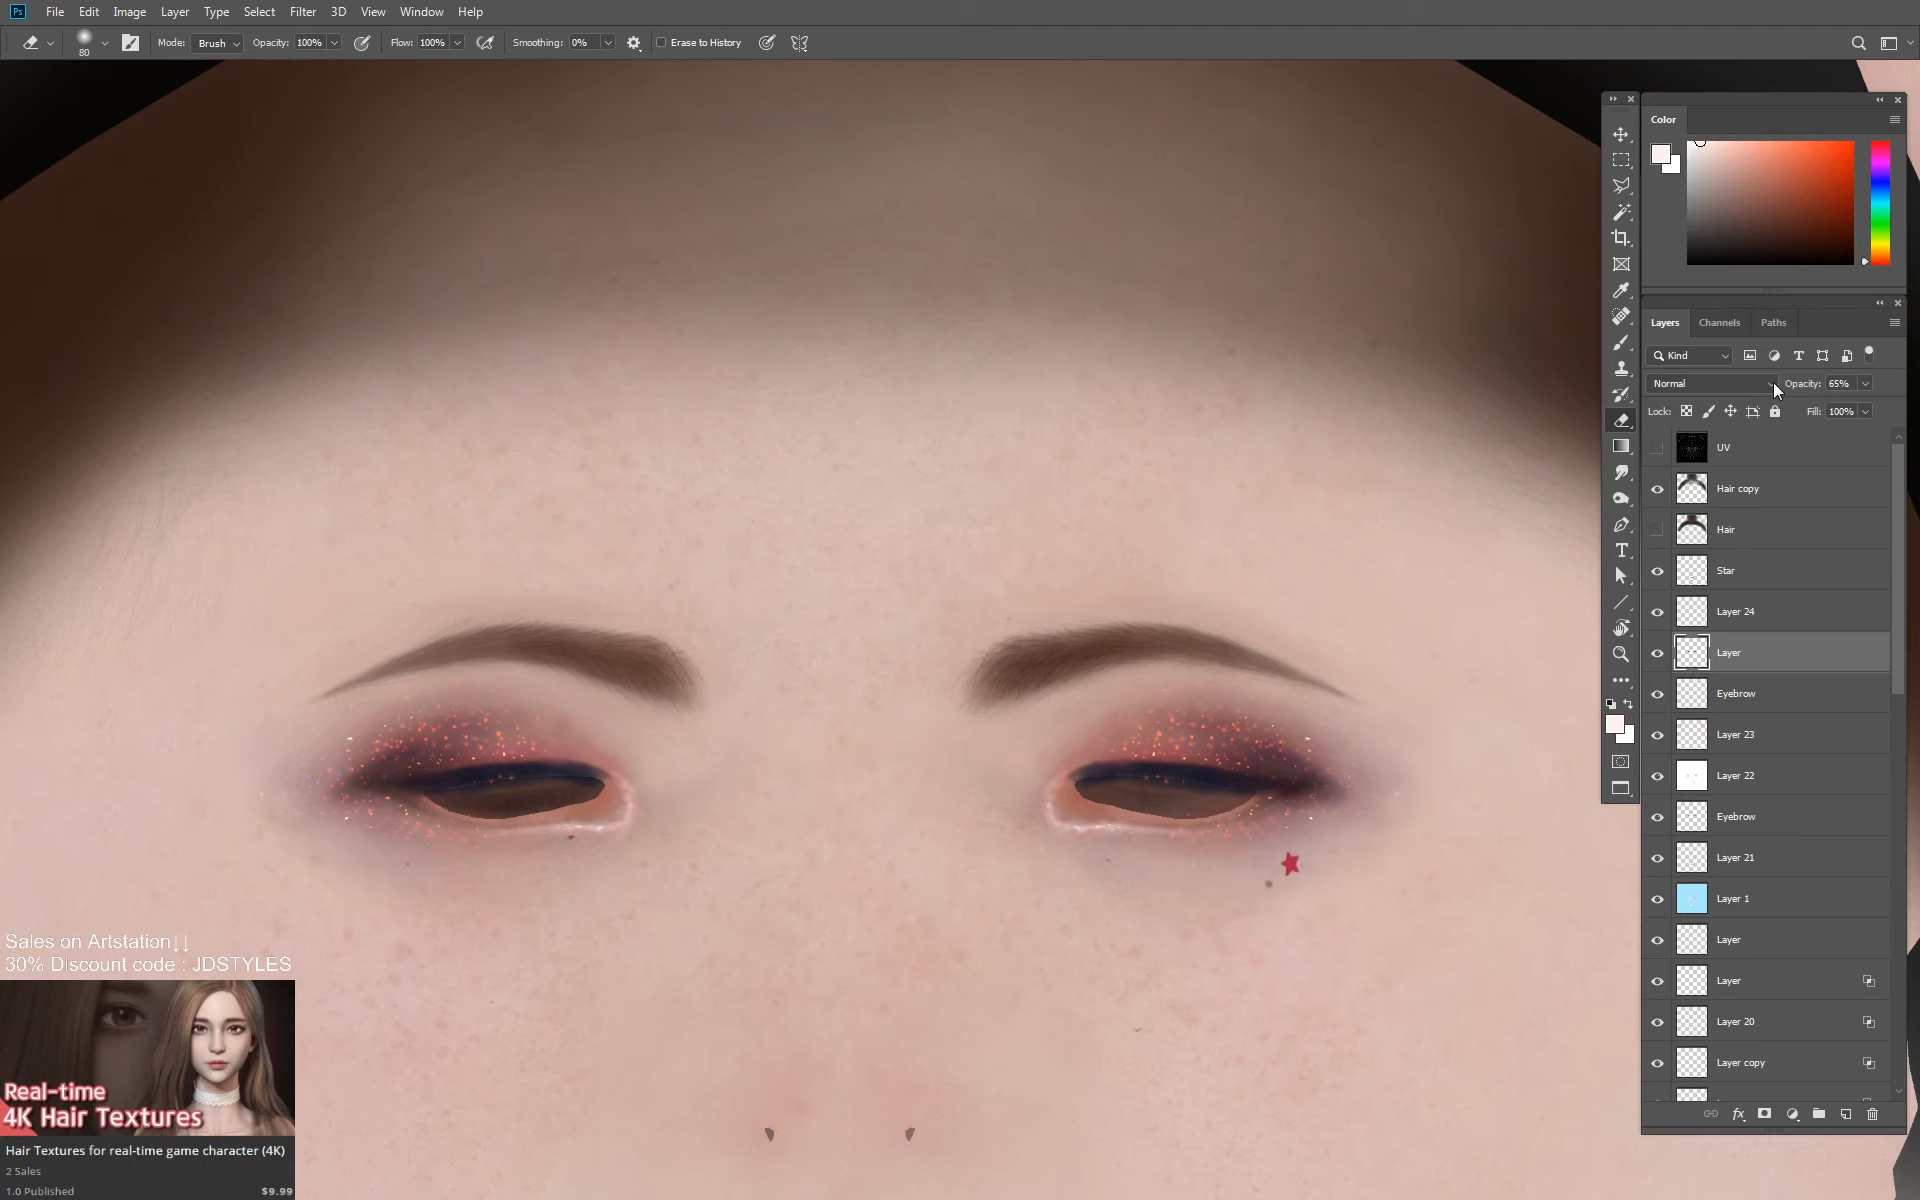 Ps File Edit Image Layer Type Select Filter 3D View Window Help
80 Mode: Brush Opacity: 100% Flow: 100% Smoothing: 0% Erase to History
Color
Layers Channels Paths
Kind
Normal Opacity: 65%
Lock: Fill: 100%
UV
Hair copy
Hair
Star
Layer 24
Layer
Eyebrow
Layer 23
Layer 22
Eyebrow
Layer 21
Layer 1
Layer
Layer
Layer 20
Layer copy
fx
Sales on Artstation↓↓
30% Discount code : JDSTYLES
Real-time
4K Hair Textures
Hair Textures for real-time game character (4K)
2 Sales
1.0 Published $9.99